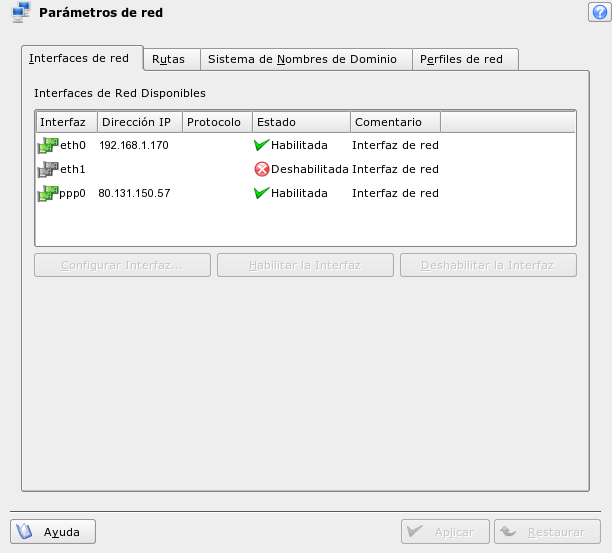 Parámetros de red
Interfaces de red Rutas Sistema de Nombres de Dominio Perfiles de red
Interfaces de Red Disponibles
Interfaz Dirección IP Protocolo Estado Comentario
eth0 192.168.1.170 Habilitada Interfaz de red
eth1 Deshabilitada Interfaz de red
ppp0 80.131.150.57 Habilitada Interfaz de red
Configurar Interfaz... Habilitar la Interfaz Deshabilitar la Interfaz
Ayuda Aplicar Restaurar